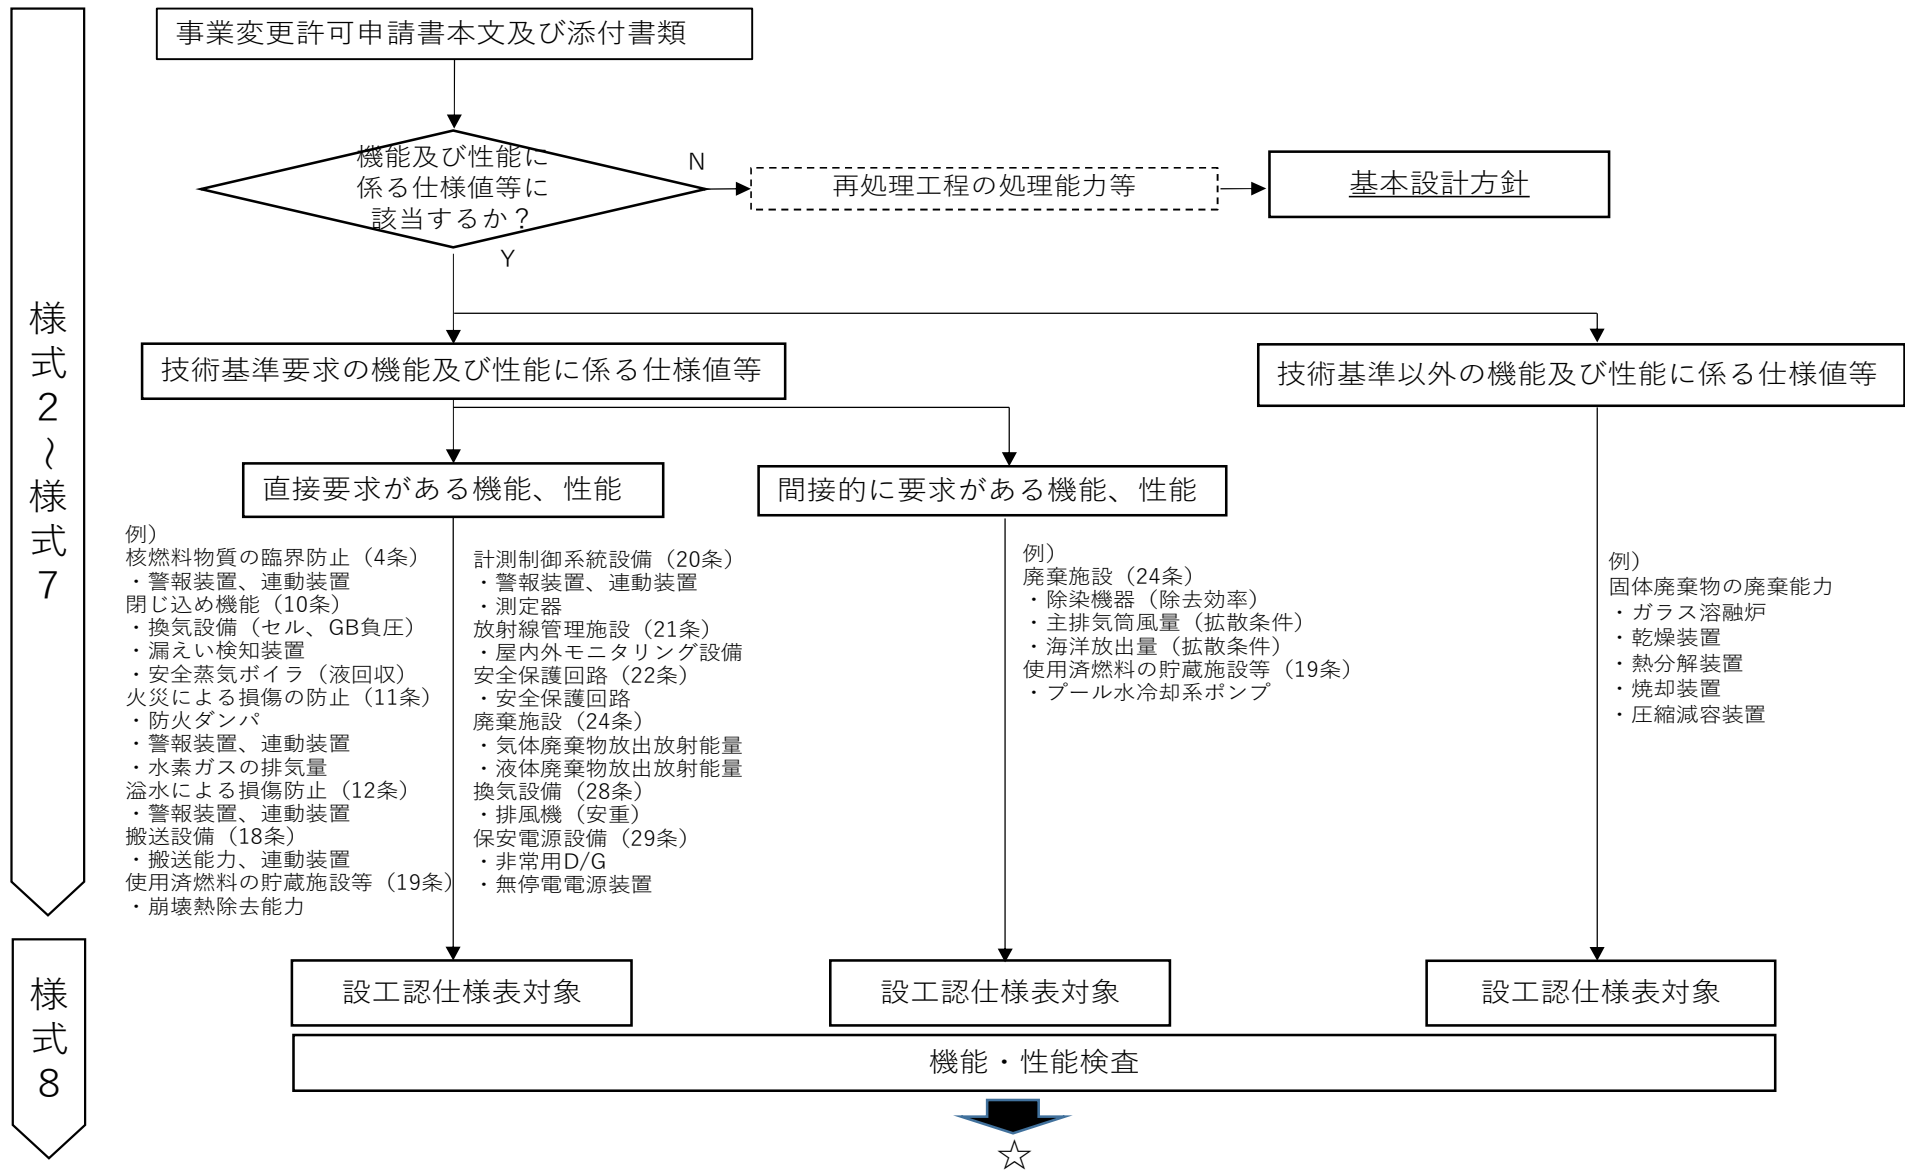 事業変更許可申請書本文及び添付書類
機能及び性能に
係る仕様値等に
該当するか？
N
再処理工程の処理能力等
基本設計方針
Y
様式２～様式７
技術基準要求の機能及び性能に係る仕様値等
技術基準以外の機能及び性能に係る仕様値等
直接要求がある機能、性能
間接的に要求がある機能、性能
例）
核燃料物質の臨界防止（4条）
・警報装置、連動装置
閉じ込め機能（10条）
・換気設備（セル、GB負圧）
・漏えい検知装置
・安全蒸気ボイラ（液回収）
火災による損傷の防止（11条）
・防火ダンパ
・警報装置、連動装置
・水素ガスの排気量
溢水による損傷防止（12条）
・警報装置、連動装置
搬送設備（18条）
・搬送能力、連動装置
使用済燃料の貯蔵施設等（19条）
・崩壊熱除去能力
計測制御系統設備（20条）
・警報装置、連動装置
・測定器
放射線管理施設（21条）
・屋内外モニタリング設備
安全保護回路（22条）
・安全保護回路
廃棄施設（24条）
・気体廃棄物放出放射能量
・液体廃棄物放出放射能量
換気設備（28条）
・排風機（安重）
保安電源設備（29条）
・非常用D/G
・無停電電源装置
例）
廃棄施設（24条）
・除染機器（除去効率）
・主排気筒風量（拡散条件）
・海洋放出量（拡散条件）
使用済燃料の貯蔵施設等（19条）
・プール水冷却系ポンプ
例）
固体廃棄物の廃棄能力
・ガラス溶融炉
・乾燥装置
・熱分解装置
・焼却装置
・圧縮減容装置
様式８
設工認仕様表対象
設工認仕様表対象
設工認仕様表対象
機能・性能検査
☆